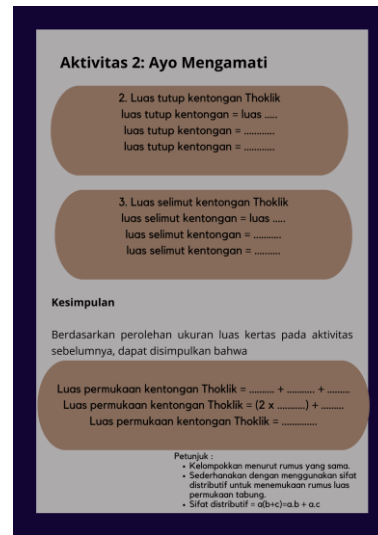 Aktivitas 2: Ayo Mengamati
2. Luas tutup kentongan Thoklik
luas tutup kentongan = luas .....
luas tutup kentongan = ............
luas tutup kentongan = ............
3. Luas selimut kentongan Thoklik
luas selimut kentongan = luas .....
luas selimut kentongan = ...........
luas selimut kentongan = ..........
Kesimpulan
Berdasarkan perolehan ukuran luas kertas pada aktivitas
sebelumnya, dapat disimpulkan bahwa
Luas permukaan kentongan Thoklik = ......... + .......... + ........
Luas permukaan kentongan Thoklik = (2 x ..........) + ........
Luas permukaan kentongan Thoklik = .............
Petunjuk :
• Kelompokkan menurut rumus yang sama.
• Sederhanakan dengan menggunakan sifat
distributif untuk menemukaan rumus luas
permukaan tabung.
• Sifat distributif = a(b+c)=a.b + a.c